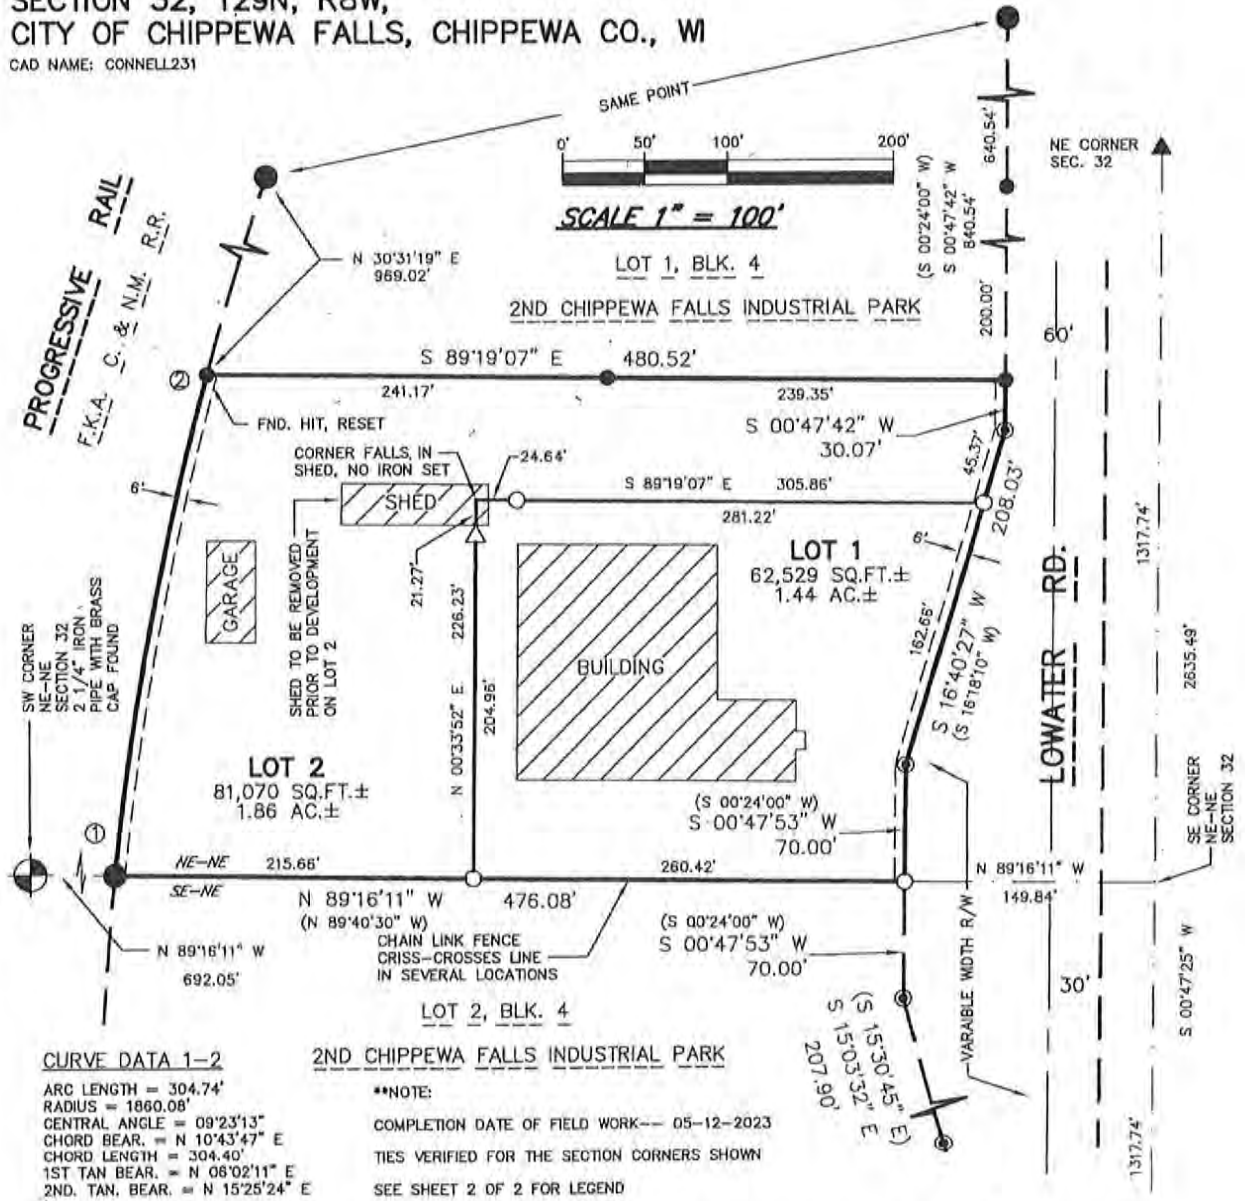 SECTION 32, T29N, R8W,
CITY OF CHIPPEWA FALLS, CHIPPEWA CO., WI
CAD NAME: CONNELL231
SAME POINT
0' 50' 100' 200'
SCALE 1" = 100'
640.54'
NE CORNER
SEC. 32
(S 00°24'00" W)
S 00°47'42" W
840.54'
200.00'
PROGRESSIVE RAIL
F.K.A. C. & N.M. R.R.
N 30°31'19" E
969.02'
LOT 1, BLK. 4
2ND CHIPPEWA FALLS INDUSTRIAL PARK
60'
S 89°19'07" E 480.52'
②
241.17'
239.35'
FND. HIT, RESET
S 00°47'42" W
30.07'
CORNER FALLS IN
SHED, NO IRON SET
24.64'
45.37'
208.03'
S 89°19'07" E 305.86'
281.22'
6'
SHED
21.27'
LOT 1
62,529 SQ.FT.±
1.44 AC.±
6'
GARAGE
SHED TO BE REMOVED
PRIOR TO DEVELOPMENT
ON LOT 2
226.23'
N 00°33'52" E
204.96'
BUILDING
162.66'
S 16°40'27" W
(S 16°18'10" W)
LOWATER RD.
1317.74'
2635.49'
SW CORNER
NE-NE
SECTION 32
2 1/4" IRON
PIPE WITH BRASS
CAP FOUND
LOT 2
81,070 SQ.FT.±
1.86 AC.±
(S 00°24'00" W)
S 00°47'53" W
70.00'
SE CORNER
NE-NE
SECTION 32
①
NE-NE
SE-NE
215.66'
260.42'
N 89°16'11" W
149.84'
N 89°16'11" W 476.08'
(N 89°40'30" W)
N 89°16'11" W
692.05'
CHAIN LINK FENCE
CRISS-CROSSES LINE
IN SEVERAL LOCATIONS
(S 00°24'00" W)
S 00°47'53" W
70.00'
VARAIBLE WIDTH R/W
30'
S 00°47'25" W
LOT 2, BLK. 4
2ND CHIPPEWA FALLS INDUSTRIAL PARK
(S 15°30'45" E)
S 15°03'32" E
207.90'
1317.74'
CURVE DATA 1-2
ARC LENGTH = 304.74'
RADIUS = 1860.08'
CENTRAL ANGLE = 09°23'13"
CHORD BEAR. = N 10°43'47" E
CHORD LENGTH = 304.40'
1ST TAN BEAR. = N 06°02'11" E
2ND. TAN. BEAR. = N 15°25'24" E
**NOTE:
COMPLETION DATE OF FIELD WORK-- 05-12-2023
TIES VERIFIED FOR THE SECTION CORNERS SHOWN
SEE SHEET 2 OF 2 FOR LEGEND